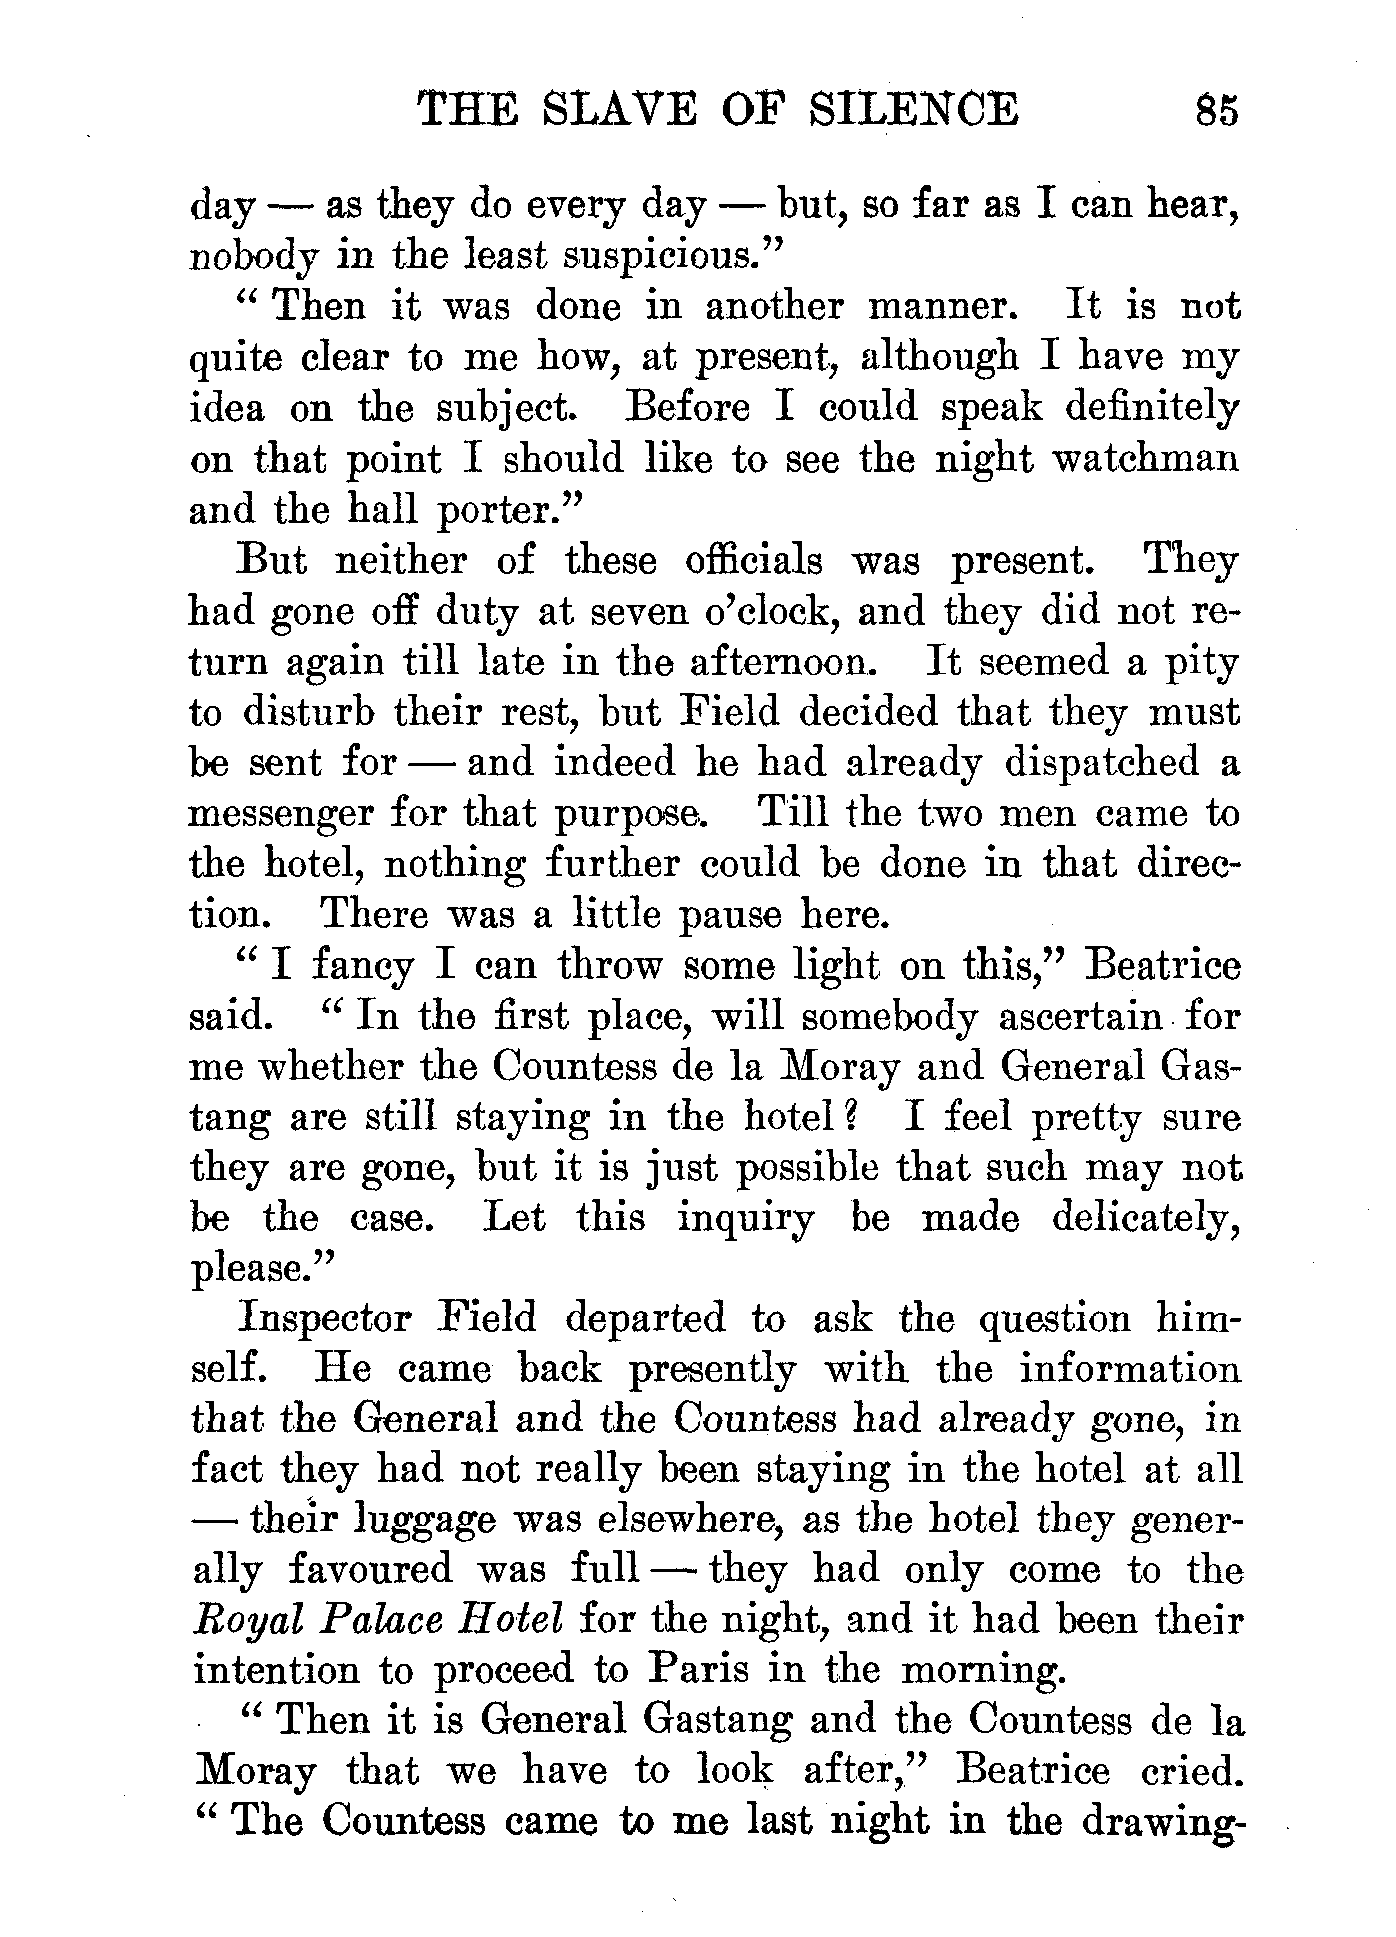 THE SLAVE OF SILENCE 85
day — as they do every day — but, so far as I can hear,
nobody in the least suspicious."
" Then it was done in another manner. It is not
quite clear to me how, at present, although I have my
idea on the subject. Before I could speak definitely
on that point I should like to see the night watchman
and the hall porter."
But neither of these officials was present. They
had gone off duty at seven o'clock, and they did not re-
turn again till late in the afternoon. It seemed a pity
to disturb their rest, but Field decided that they must
be sent for — and indeed he had already dispatched a
messenger for that purpose. Till the two men came to
the hotel, nothing further could be done in that direc-
tion. There was a little pause here.
" I fancy I can throw some light on this," Beatrice
said. " In the first place, will somebody ascertain for
me whether the Countess de la Moray and General Gas-
tang are still staying in the hotel? I feel pretty sure
they are gone, but it is just possible that such may not
be the case. Let this inquiry be made delicately,
please."
Inspector Field departed to ask the question him-
self. He came back presently with the information
that the General and the Countess had already gone, in
fact they had not really been staying in the hotel at all
— their luggage was elsewhere, as the hotel they gener-
ally favoured was full — they had only come to the
Royal Palace Hotel for the night, and it had been their
intention to proceed to Paris in the morning.
" Then it is General Gastang and the Countess de la
Moray that we have to look after," Beatrice cried.
" The Countess came to me last night in the drawing-